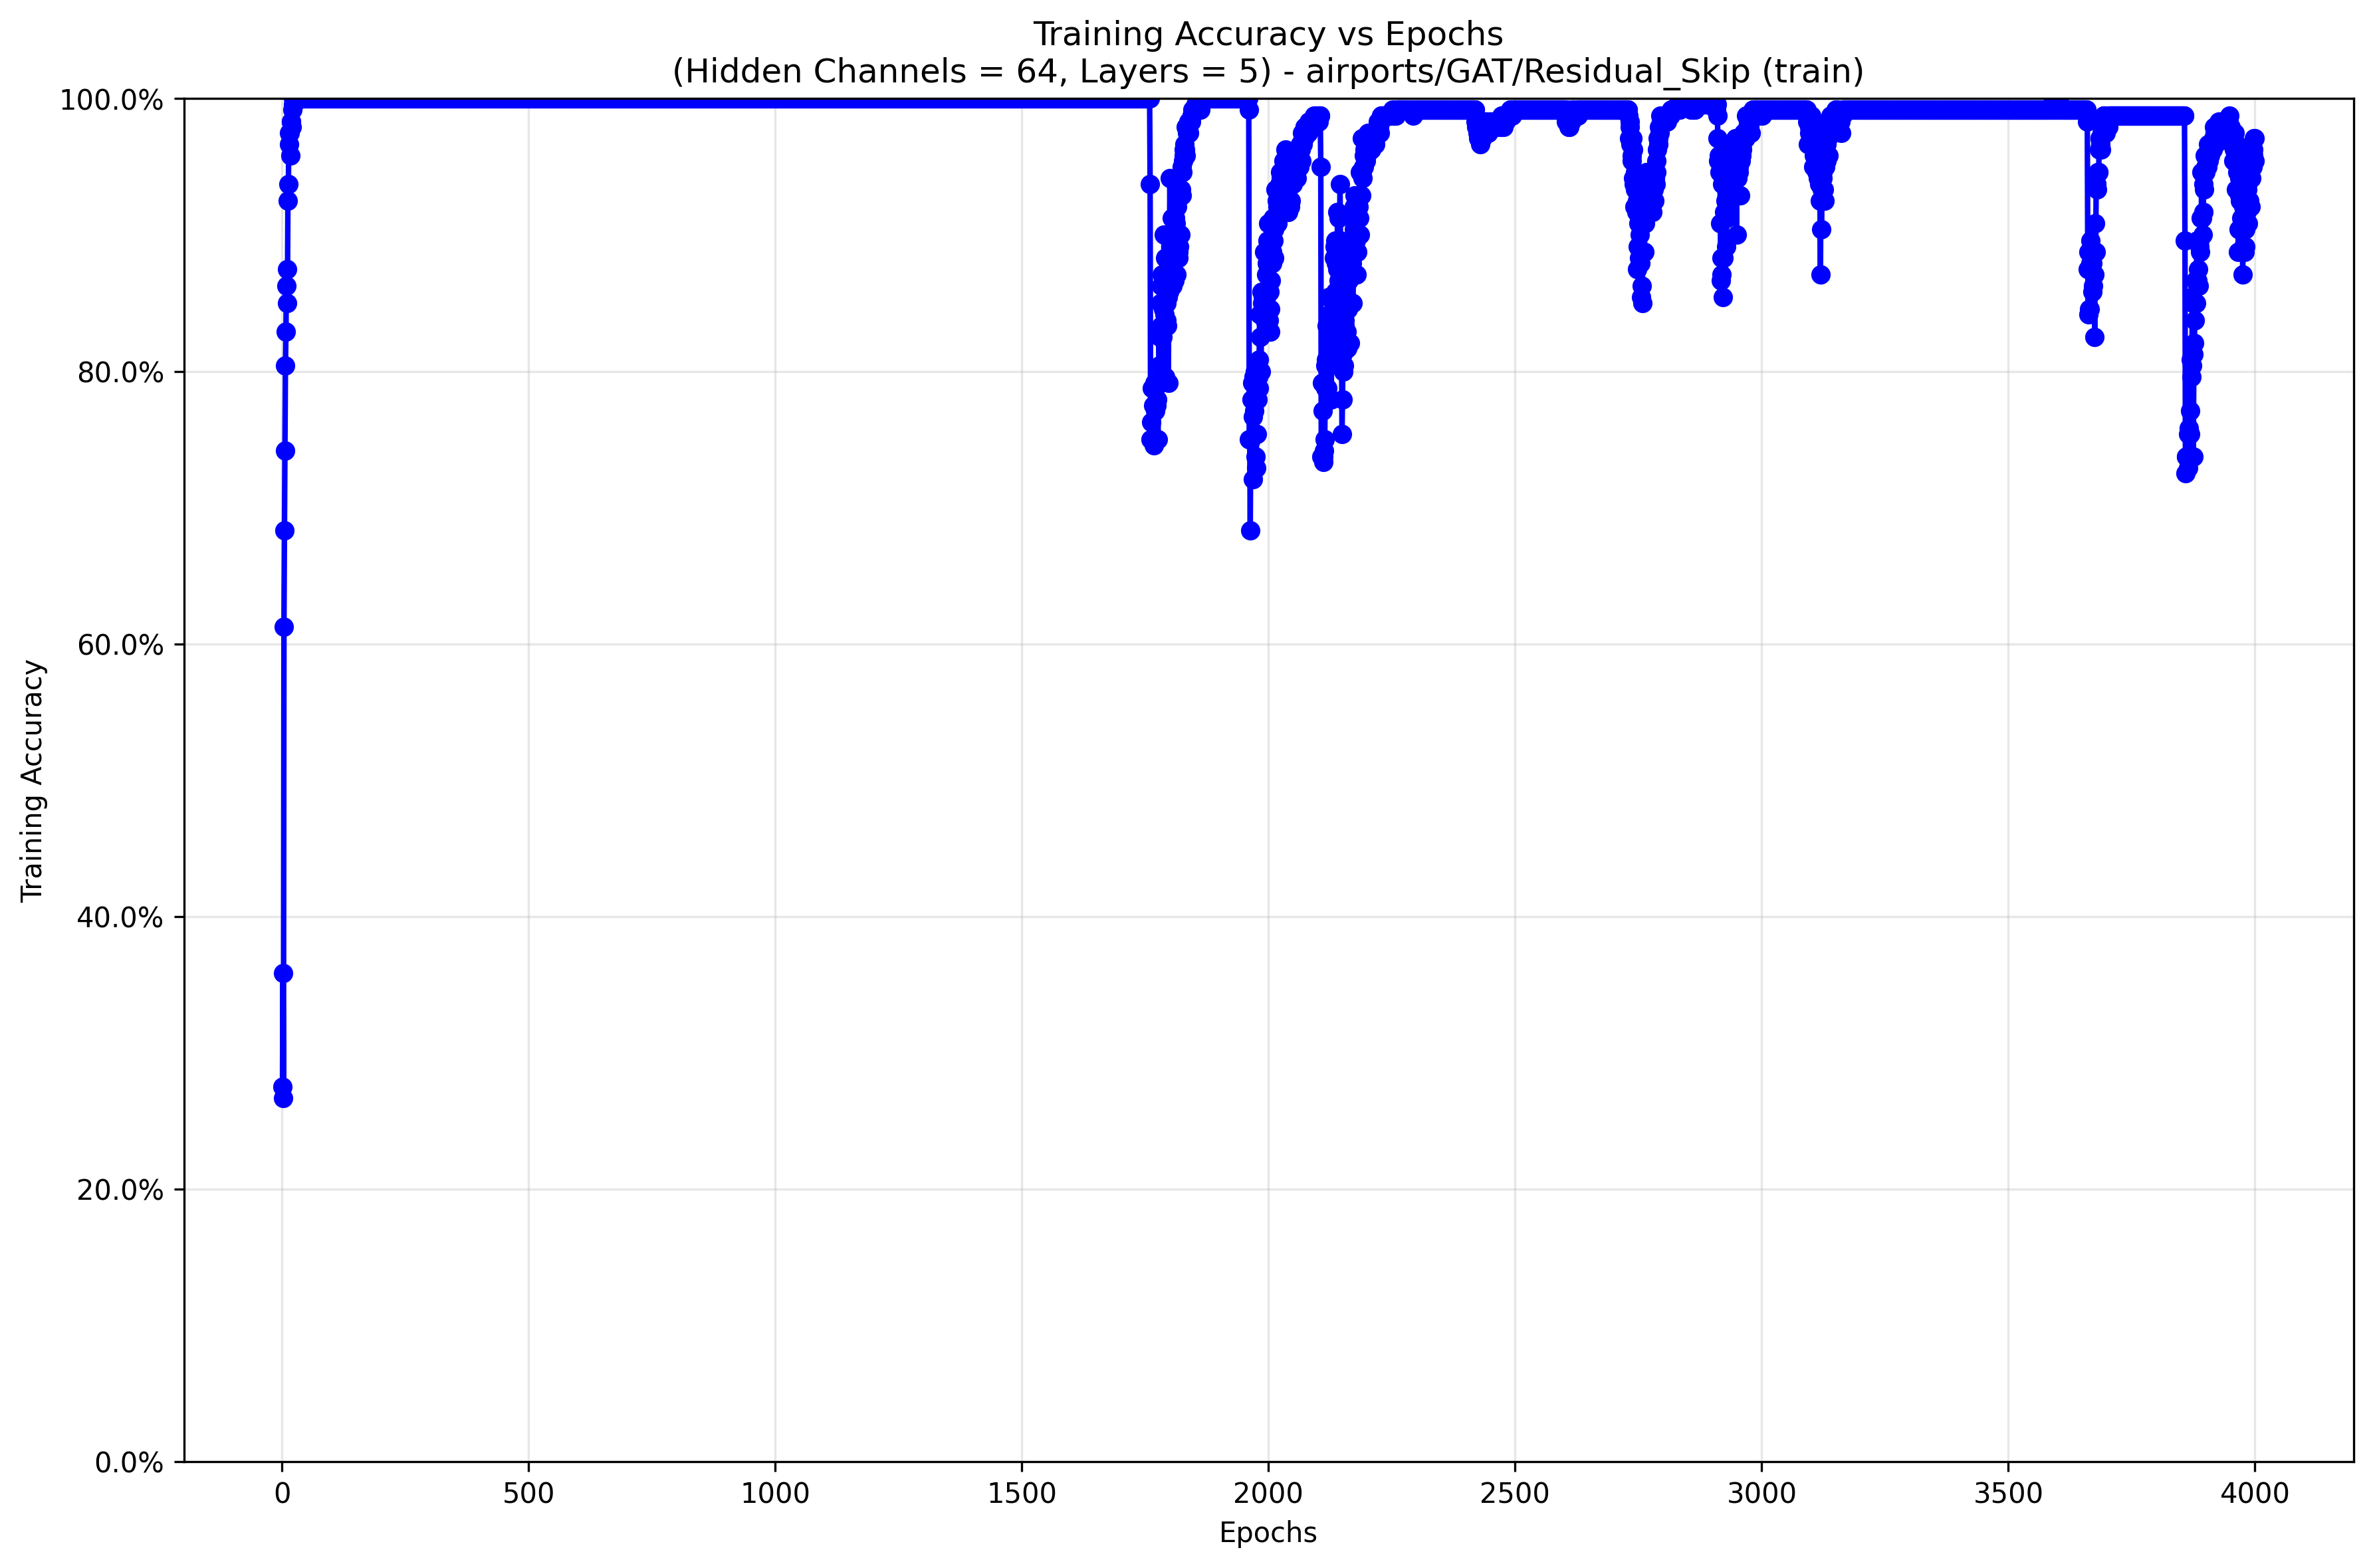 Training Accuracy vs Epochs
(Hidden Channels = 64, Layers = 5) - airports/GAT/Residual_Skip (train)
Training Accuracy
100.0%
80.0%
60.0%
40.0%
20.0%
0.0%
0 500 1000 1500 2000 2500 3000 3500 4000
Epochs